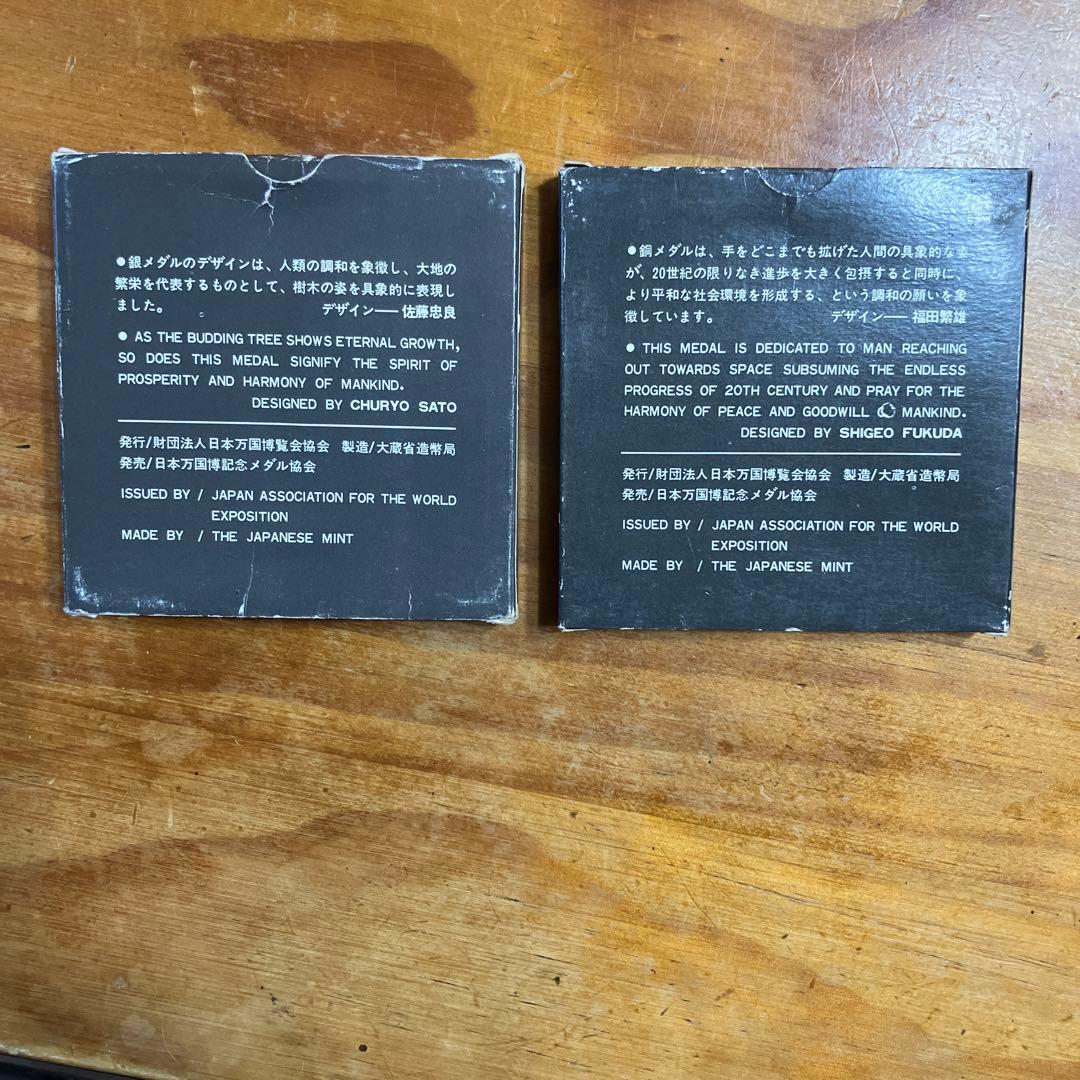 ●銀メダルのデザインは、人類の調和を象徴し、大地の
繁栄を代表するものとして、樹木の姿を具象的に表現し
ました。 デザイン──佐藤忠良
● AS THE BUDDING TREE SHOWS ETERNAL GROWTH,
SO DOES THIS MEDAL SIGNIFY THE SPIRIT OF
PROSPERITY AND HARMONY OF MANKIND.
DESIGNED BY CHURYO SATO
発行/財団法人日本万国博覧会協会 製造/大蔵省造幣局
発売/日本万国博記念メダル協会
ISSUED BY / JAPAN ASSOCIATION FOR THE WORLD
EXPOSITION
MADE BY / THE JAPANESE MINT
●銅メダルは、手をどこまでも拡げた人間の具象的な姿
が、20世紀の限りなき進歩を大きく包摂すると同時に、
より平和な社会環境を形成する、という調和の願いを象
徴しています。 デザイン──福田繁雄
● THIS MEDAL IS DEDICATED TO MAN REACHING
OUT TOWARDS SPACE SUBSUMING THE ENDLESS
PROGRESS OF 20TH CENTURY AND PRAY FOR THE
HARMONY OF PEACE AND GOODWILL MANKIND.
DESIGNED BY SHIGEO FUKUDA
発行/財団法人日本万国博覧会協会 製造/大蔵省造幣局
発売/日本万国博記念メダル協会
ISSUED BY / JAPAN ASSOCIATION FOR THE WORLD
EXPOSITION
MADE BY / THE JAPANESE MINT